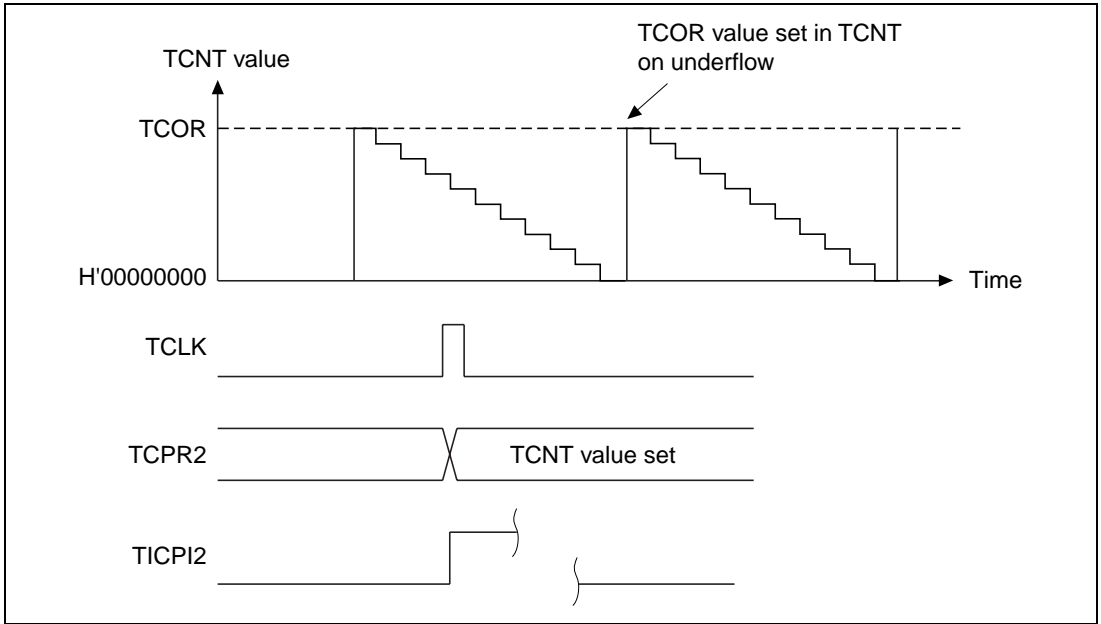 TCOR value set in TCNT
on underflow
TCNT value
TCOR
H'00000000
Time
TCLK
TCPR2
TCNT value set
TICPI2